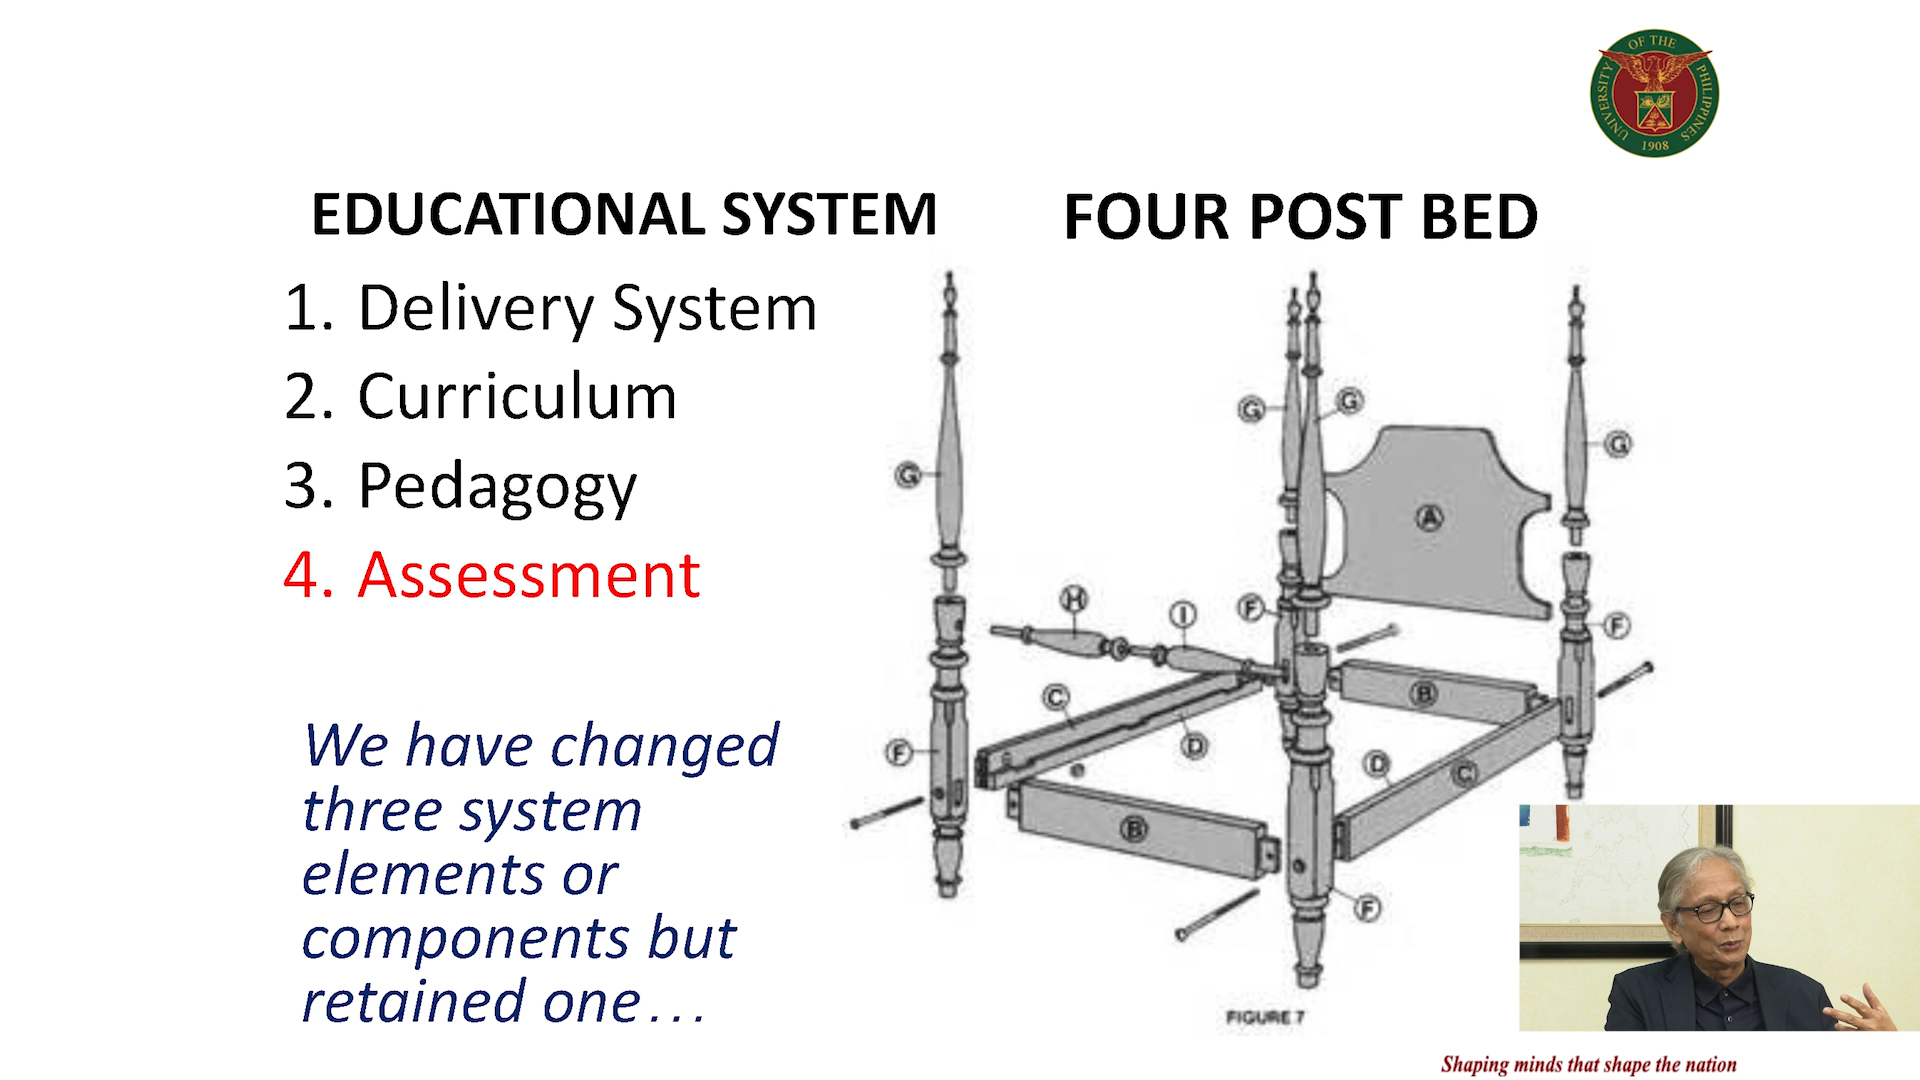 UNIVERSITY OF THE PHILIPPINES
1908
EDUCATIONAL SYSTEM
1. Delivery System
2. Curriculum
3. Pedagogy
4. Assessment
We have changed
three system
elements or
components but
retained one...
FOUR POST BED
G
G
G
G
A
H
I
F
F
C
B
D
F
D
C
B
F
FIGURE 7
Shaping minds that shape the nation